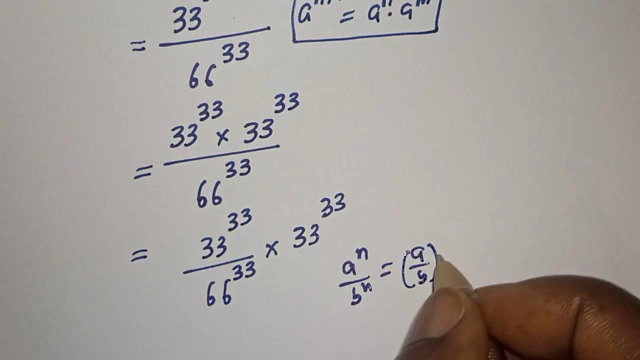 = 33 / 66^33
a^m = a^n · a^m
= 33^33 × 33^33 / 66^33
= 33^33 / 66^33 × 33^33
a^n / b^n = (a / b)